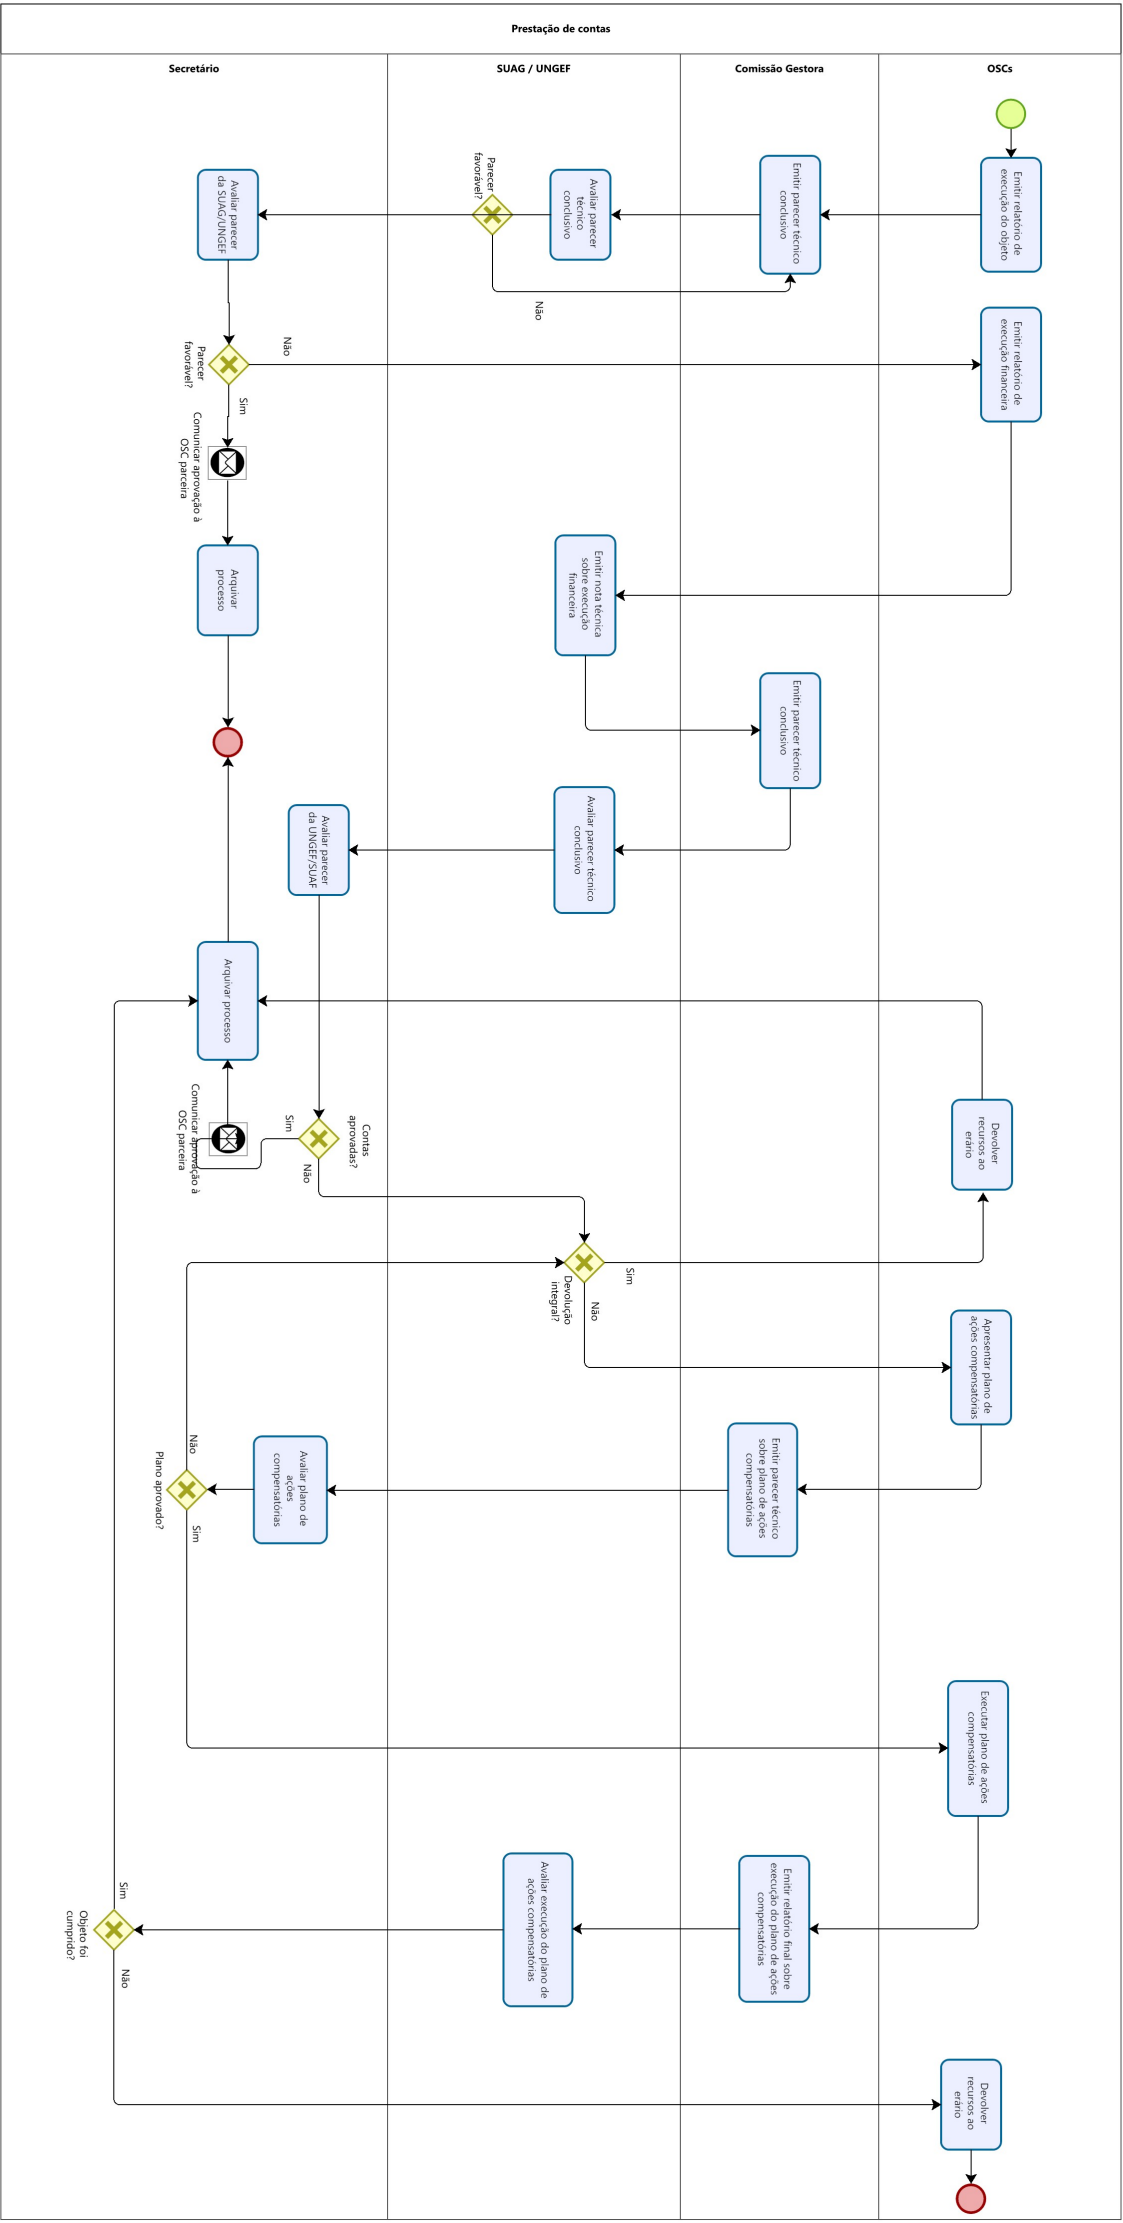 Prestação de contas
Secretário
SUAG / UNGEF
Comissão Gestora
OSCs
Emitir relatório de
execução do objeto
Emitir parecer técnico
conclusivo
Avaliar parecer
técnico
conclusivo
Parecer
favorável?
Não
Avaliar parecer
da SUAG/UNGEF
Parecer
favorável?
Não
Sim
Emitir relatório de
execução financeira
Comunicar aprovação à
OSC parceira
Arquivar
processo
Emitir nota técnica
sobre execução
financeira
Emitir parecer técnico
conclusivo
Avaliar parecer técnico
conclusivo
Avaliar parecer
da UNGEF/SUAF
Arquivar processo
Comunicar aprovação à
OSC parceira
Contas
aprovadas?
Sim
Não
Devolver
recursos ao
erário
Devolução
integral?
Sim
Não
Apresentar plano de
ações compensatórias
Emitir parecer técnico
sobre plano de ações
compensatórias
Avaliar plano de
ações
compensatórias
Plano aprovado?
Não
Sim
Executar plano de ações
compensatórias
Emitir relatório final sobre
execução do plano de ações
compensatórias
Avaliar execução do plano de
ações compensatórias
Objeto foi
cumprido?
Sim
Não
Devolver
recursos ao
erário